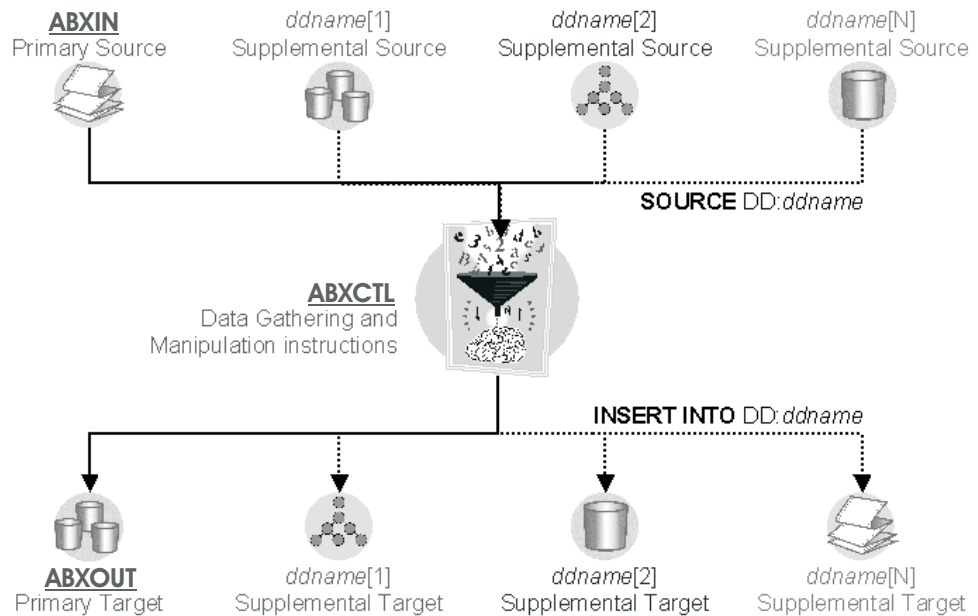 ABXIN
Primary Source
ddname[1]
Supplemental Source
ddname[2]
Supplemental Source
ddname[N]
Supplemental Source
SOURCE DD:ddname
ABXCTL
Data Gathering and
Manipulation instructions
INSERT INTO DD:ddname
ABXOUT
Primary Target
ddname[1]
Supplemental Target
ddname[2]
Supplemental Target
ddname[N]
Supplemental Target